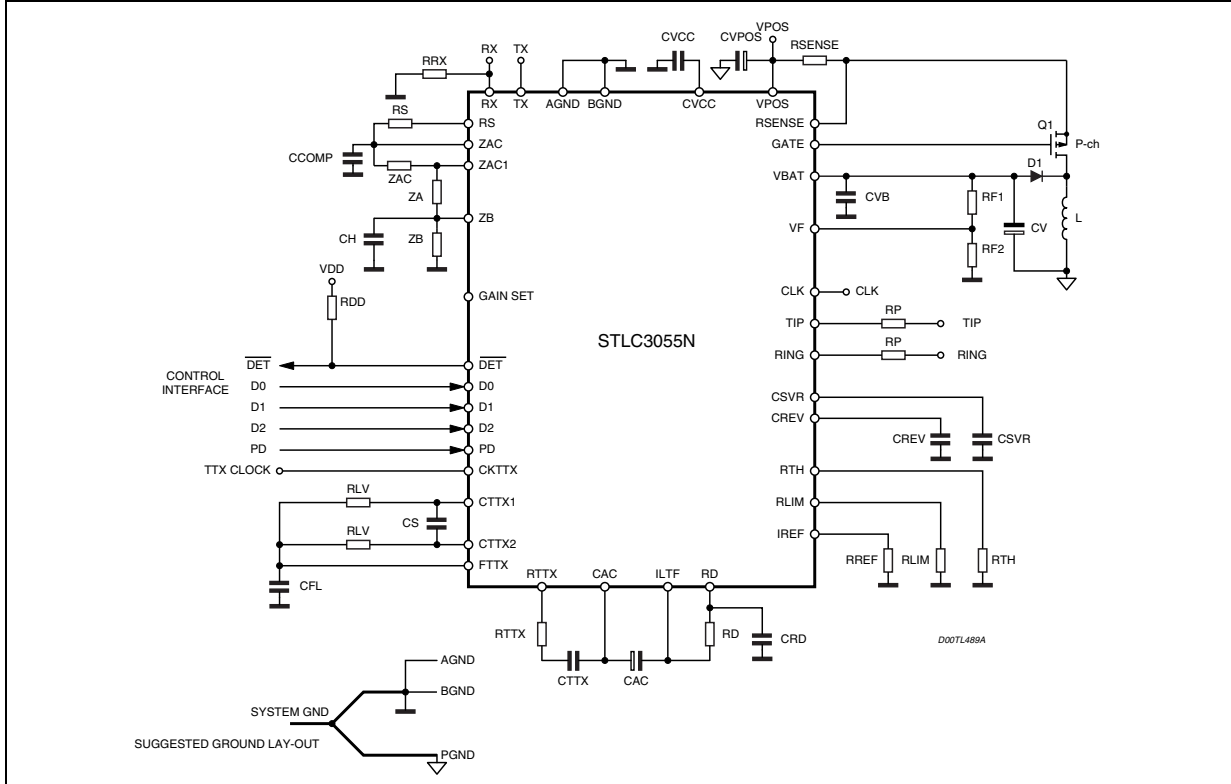 VPOS
RX TX CVCC CVPOS RSENSE
RRX
RX TX AGND BGND CVCC VPOS
RS RS RSENSE
Q1
ZAC GATE P-ch
CCOMP D1
ZAC1 VBAT
ZAC
ZA CVB RF1
L
ZB VF CV
CH ZB RF2
VDD
RDD GAIN SET CLK CLK
RP
TIP TIP
STLC3055N
RP
RING RING
DET DET
CONTROL INTERFACE
D0 D0
CSVR
D1 D1
CREV
D2 D2 CREV CSVR
PD PD
TTX CLOCK CKTTX RTH
RLV CTTX1 RLIM
CS
RLV IREF
CTTX2
RREF RLIM RTH
FTTX
CFL RTTX CAC ILTF RD
RTTX RD CRD
D00TL489A
CTTX CAC
AGND
BGND
SYSTEM GND
SUGGESTED GROUND LAY-OUT
PGND